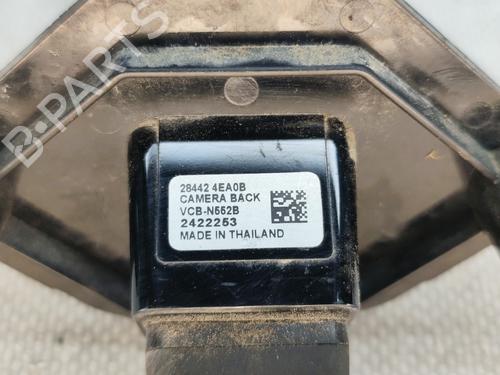 B-PARTS
28442 4EA0B
CAMERA BACK
VCB-N552B
2422253
MADE IN THAILAND